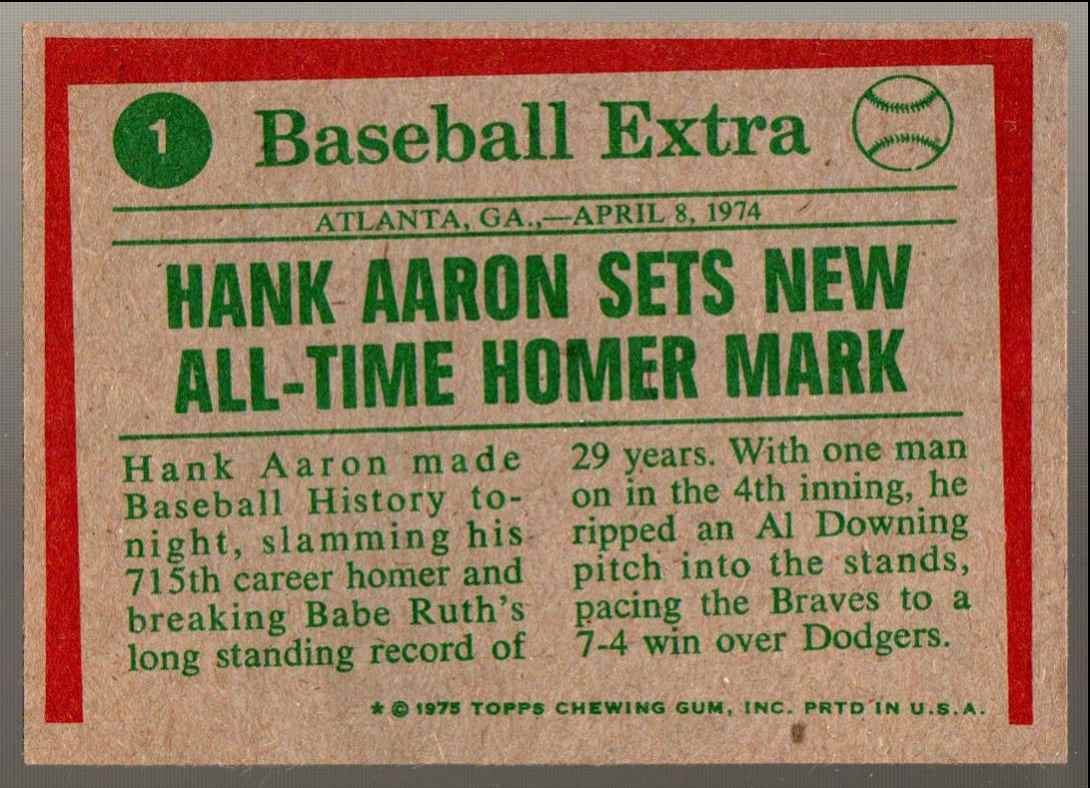 1
Baseball Extra
ATLANTA, GA.,—APRIL 8, 1974
HANK AARON SETS NEW
ALL-TIME HOMER MARK
Hank Aaron made
Baseball History to-
night, slamming his
715th career homer and
breaking Babe Ruth's
long standing record of
29 years. With one man
on in the 4th inning, he
ripped an Al Downing
pitch into the stands,
pacing the Braves to a
7-4 win over Dodgers.
* © 1975 TOPPS CHEWING GUM, INC. PRTD IN U.S.A.